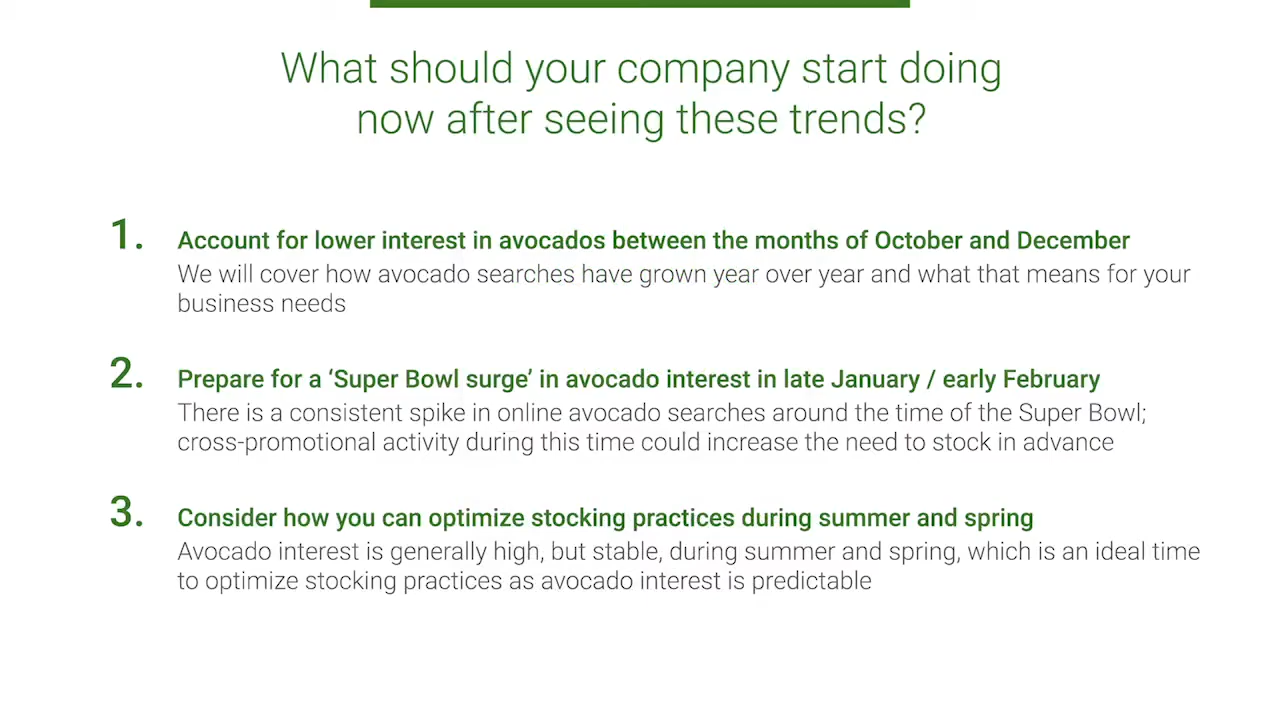 What should your company start doing
now after seeing these trends?
1. Account for lower interest in avocados between the months of October and December
We will cover how avocado searches have grown year over year and what that means for your
business needs
2. Prepare for a ‘Super Bowl surge’ in avocado interest in late January / early February
There is a consistent spike in online avocado searches around the time of the Super Bowl;
cross-promotional activity during this time could increase the need to stock in advance
3. Consider how you can optimize stocking practices during summer and spring
Avocado interest is generally high, but stable, during summer and spring, which is an ideal time
to optimize stocking practices as avocado interest is predictable